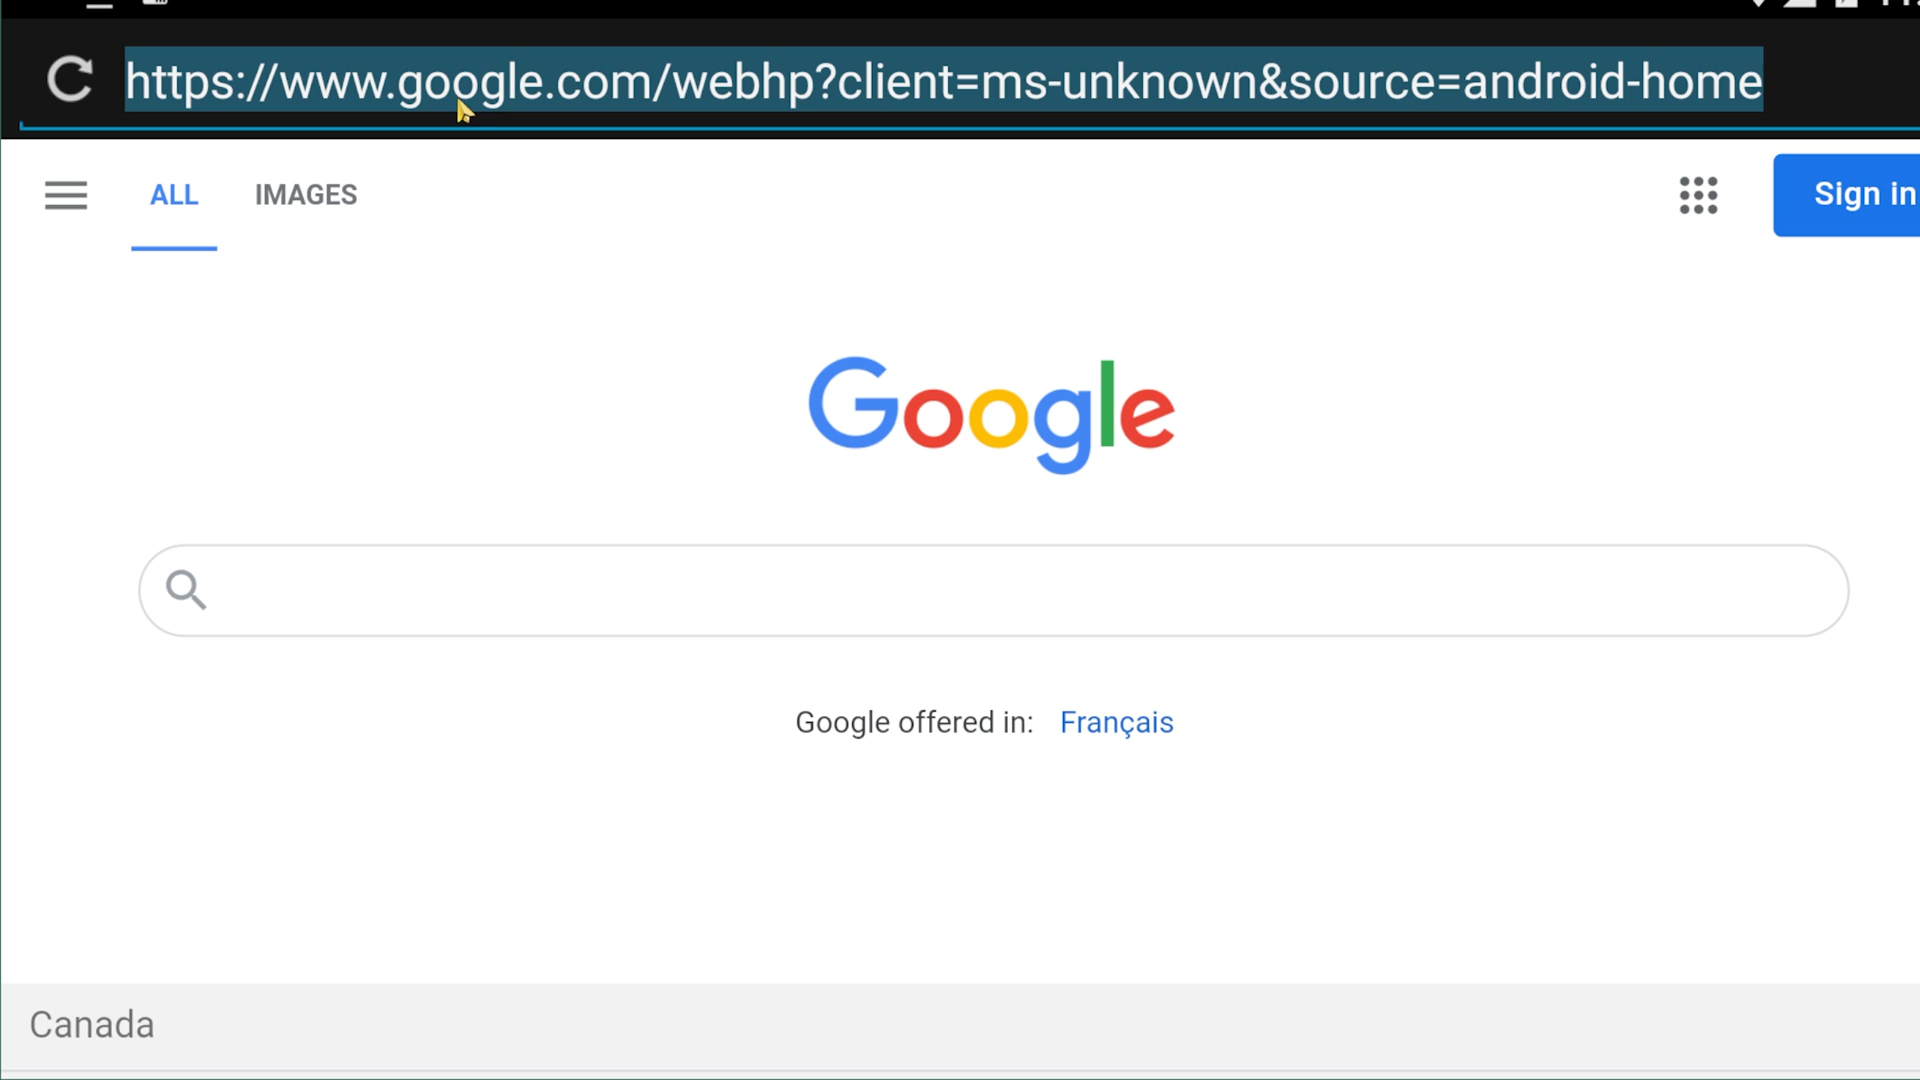 https://www.google.com/webhp?client=ms-unknown&source=android-home
ALL IMAGES Sign in
Google
Google offered in: Français
Canada